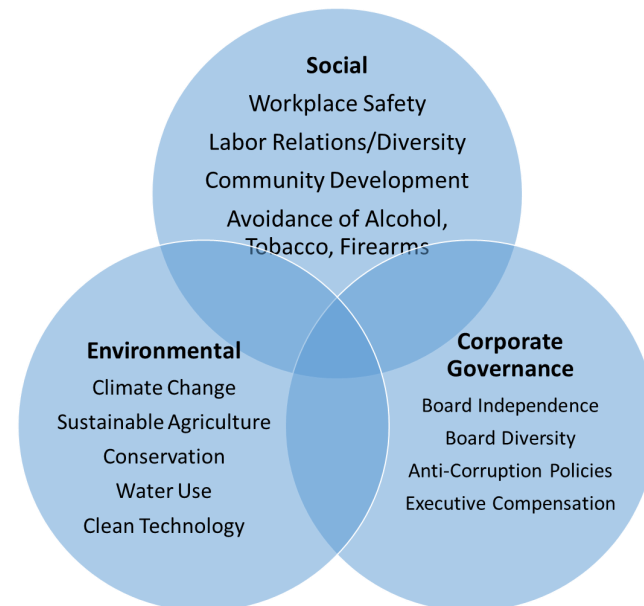 Social
Workplace Safety
Labor Relations/Diversity
Community Development
Avoidance of Alcohol,
Tobacco, Firearms
Environmental
Climate Change
Sustainable Agriculture
Conservation
Water Use
Clean Technology
Corporate
Governance
Board Independence
Board Diversity
Anti-Corruption Policies
Executive Compensation